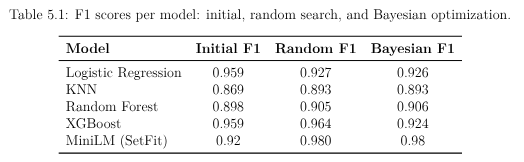 Table 5.1: F1 scores per model: initial, random search, and Bayesian optimization.
Model Initial F1 Random F1 Bayesian F1
Logistic Regression 0.959 0.927 0.926
KNN 0.869 0.893 0.893
Random Forest 0.898 0.905 0.906
XGBoost 0.959 0.964 0.924
MiniLM (SetFit) 0.92 0.980 0.98